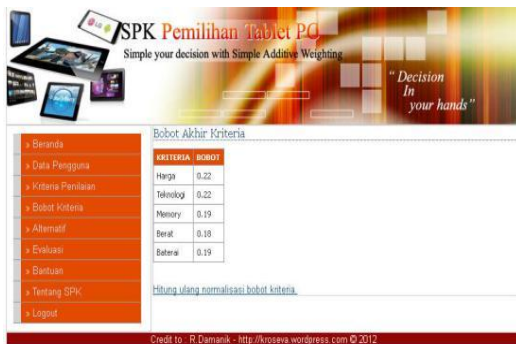 SPK Pemilihan Tablet PC
Simple your decision with Simple Additive Weighting
“ Decision
In
your hands”
» Beranda
» Data Pengguna
» Kriteria Penilaian
» Bobot Kriteria
» Alternatif
» Evaluasi
» Bantuan
» Tentang SPK
» Logout
Bobot Akhir Kriteria
KRITERIA BOBOT
Harga 0.22
Teknologi 0.22
Memory 0.19
Berat 0.18
Baterai 0.19
Hitung ulang normalisasi bobot kriteria.
Credit to : R.Damanik - http://kroseva.wordpress.com © 2012